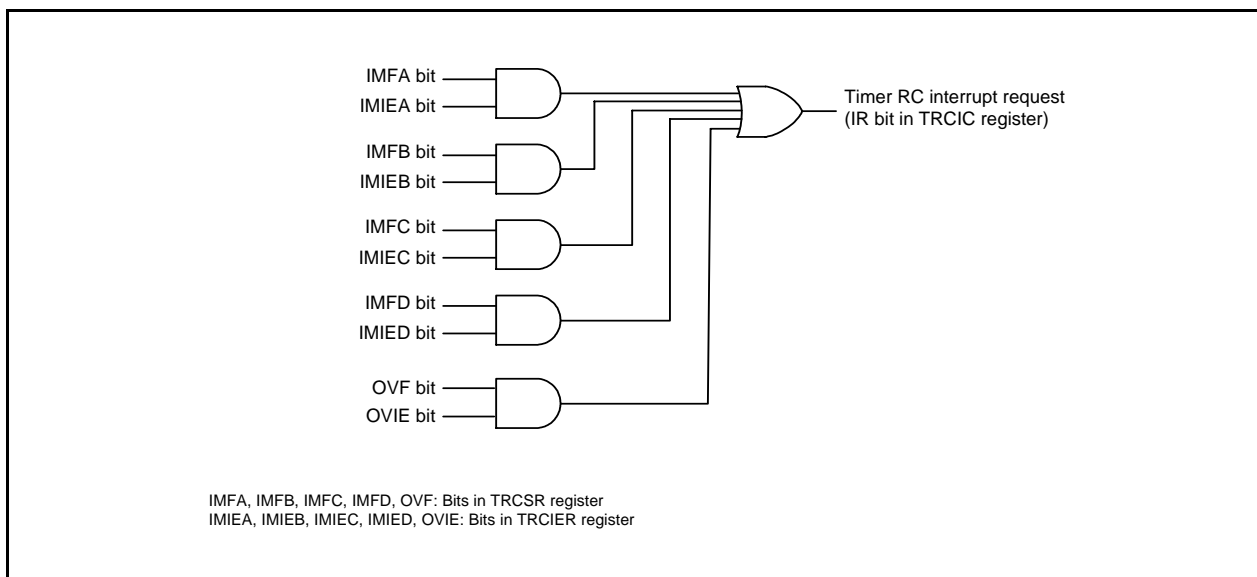 IMFA bit
IMIEA bit
Timer RC interrupt request
(IR bit in TRCIC register)
IMFB bit
IMIEB bit
IMFC bit
IMIEC bit
IMFD bit
IMIED bit
OVF bit
OVIE bit
IMFA, IMFB, IMFC, IMFD, OVF: Bits in TRCSR register
IMIEA, IMIEB, IMIEC, IMIED, OVIE: Bits in TRCIER register